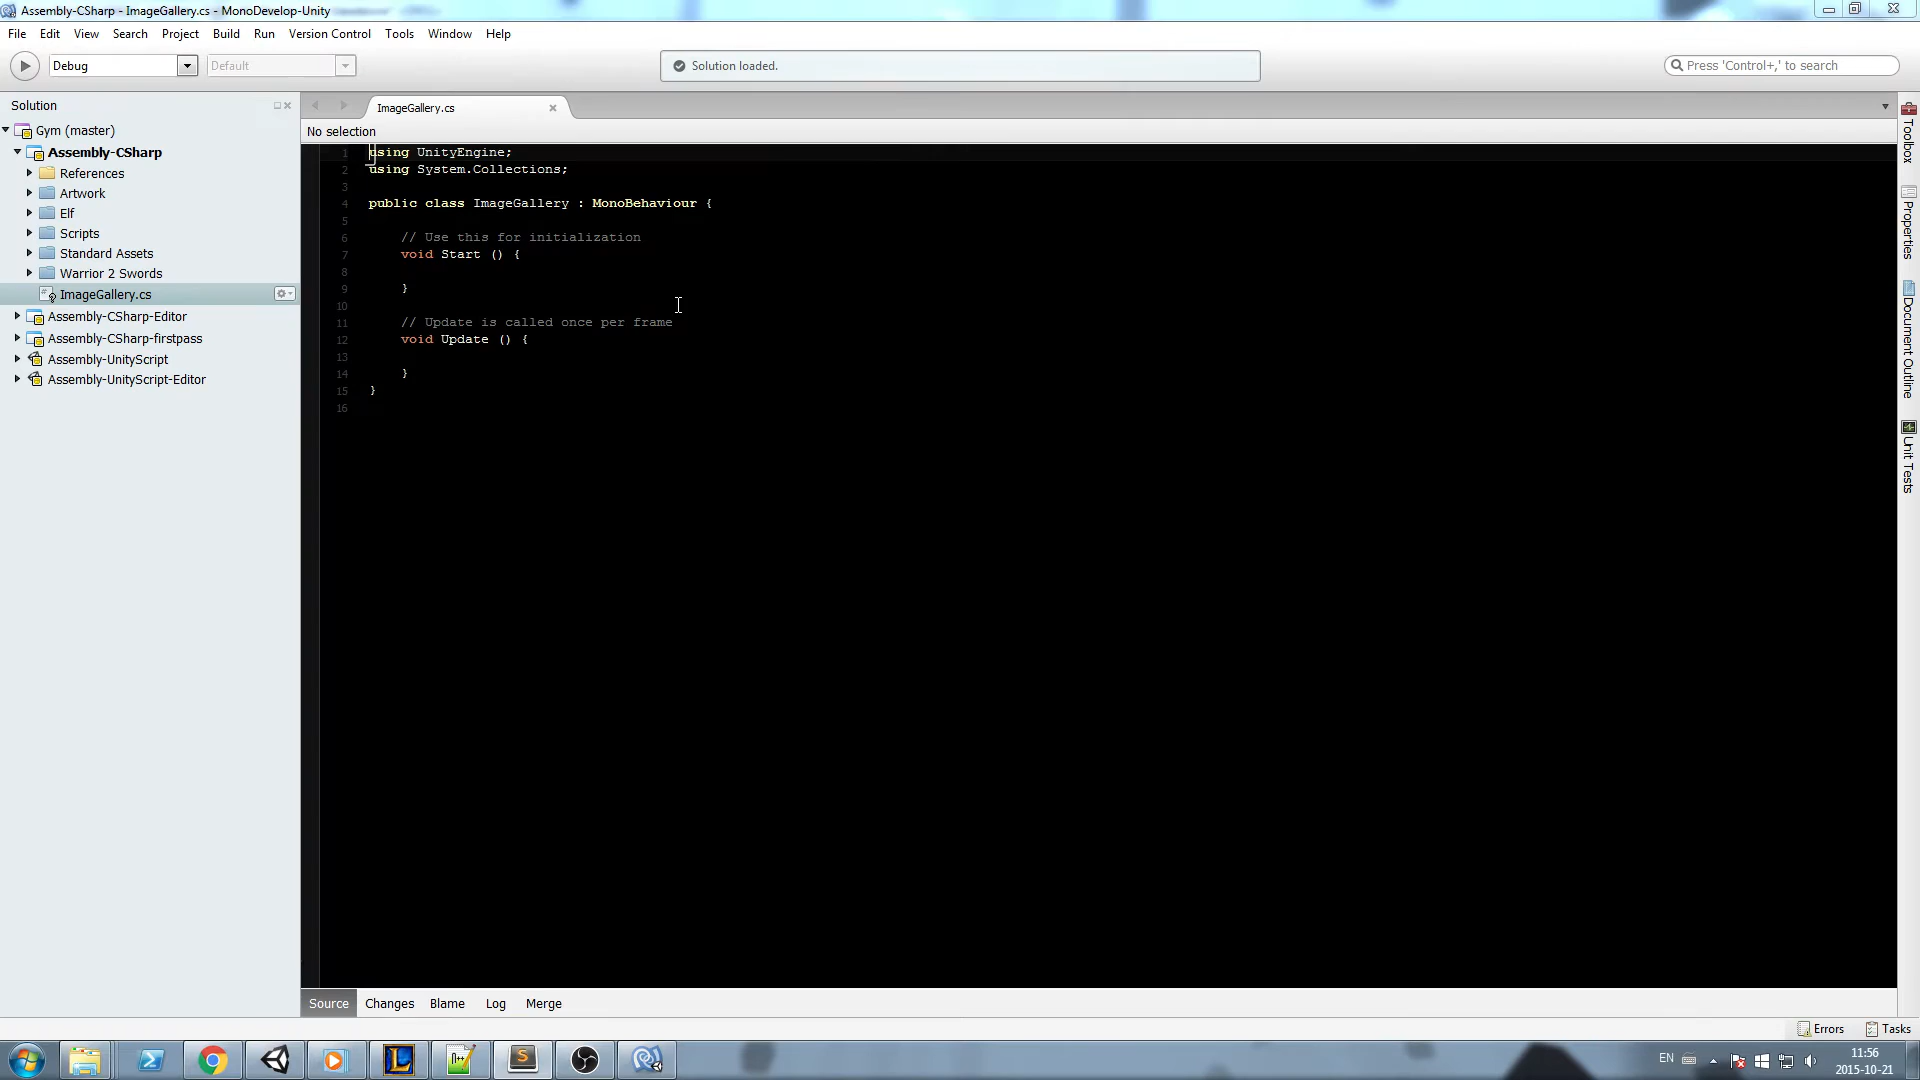 Assembly-CSharp - ImageGallery.cs - MonoDevelop-Unity
File Edit View Search Project Build Run Version Control Tools Window Help
Debug
Default
Solution loaded.
Press 'Control+,' to search
Solution
Gym (master)
Assembly-CSharp
References
Artwork
Elf
Scripts
Standard Assets
Warrior 2 Swords
ImageGallery.cs
Assembly-CSharp-Editor
Assembly-CSharp-firstpass
Assembly-UnityScript
Assembly-UnityScript-Editor
ImageGallery.cs
No selection
1 using UnityEngine;
2 using System.Collections;
3
4 public class ImageGallery : MonoBehaviour {
5
6 // Use this for initialization
7 void Start () {
8
9 }
10
11 // Update is called once per frame
12 void Update () {
13
14 }
15 }
16
Toolbox
Properties
Document Outline
Unit Tests
Source Changes Blame Log Merge
Errors Tasks
EN
11:56
2015-10-21